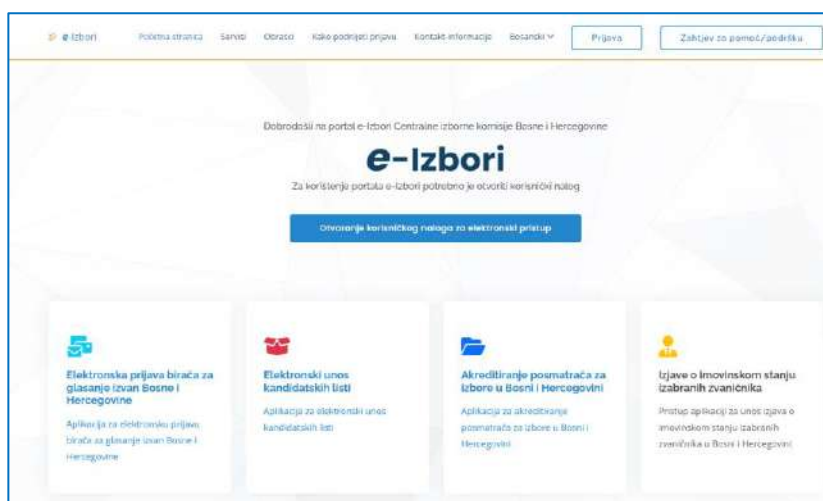 e-Izbori
Početna stranica
Servisi
Obrasci
Kako podnijeti prijavu
Kontakt informacije
Bosanski
Prijava
Zahtjev za pomoć/podršku
Dobrodošli na portal e-Izbori Centralne izborne komisije Bosne i Hercegovine
e-Izbori
Za korištenje portala e-Izbori potrebno je otvoriti korisnički nalog
Otvaranje korisničkog naloga za elektronski pristup
Elektronska prijava birača za
glasanje izvan Bosne i
Hercegovine
Aplikacija za elektronsku prijavu
birača za glasanje izvan Bosne i
Hercegovine
Elektronski unos
kandidatskih listi
Aplikacija za elektronski unos
kandidatskih listi
Akreditiranje posmatrača za
izbore u Bosni i Hercegovini
Aplikacija za akreditiranje
posmatrača za izbore u Bosni i
Hercegovini
Izjave o imovinskom stanju
izabranih zvaničnika
Pristup aplikaciji za unos izjava o
imovinskom stanju izabranih
zvaničnika u Bosni i Hercegovini